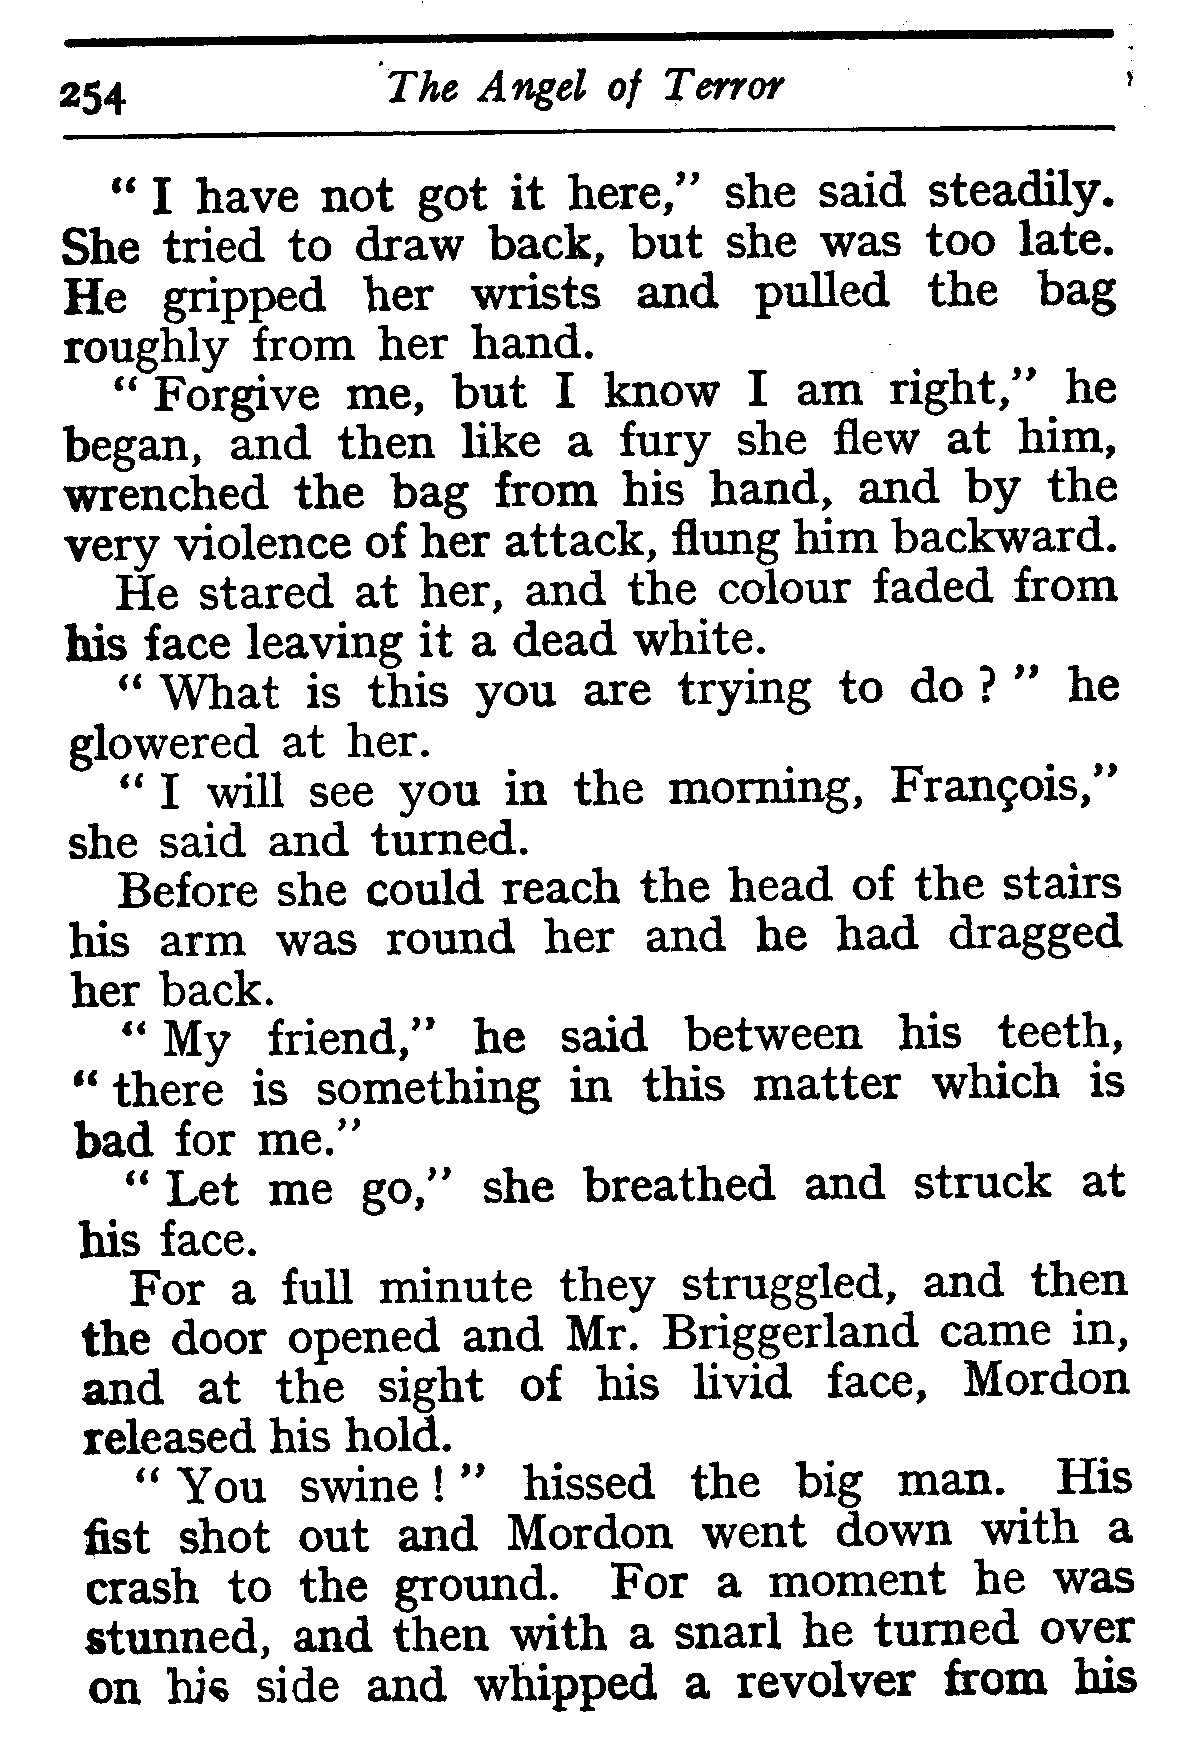 254 The Angel of Terror
“ I have not got it here,” she said steadily.
She tried to draw back, but she was too late.
He gripped her wrists and pulled the bag
roughly from her hand.
“ Forgive me, but I know I am right,” he
began, and then like a fury she flew at him,
wrenched the bag from his hand, and by the
very violence of her attack, flung him backward.
He stared at her, and the colour faded from
his face leaving it a dead white.
“ What is this you are trying to do ? ” he
glowered at her.
“ I will see you in the morning, François,”
she said and turned.
Before she could reach the head of the stairs
his arm was round her and he had dragged
her back.
“ My friend,” he said between his teeth,
“ there is something in this matter which is
bad for me.”
“ Let me go,” she breathed and struck at
his face.
For a full minute they struggled, and then
the door opened and Mr. Briggerland came in,
and at the sight of his livid face, Mordon
released his hold.
“ You swine ! ” hissed the big man. His
fist shot out and Mordon went down with a
crash to the ground. For a moment he was
stunned, and then with a snarl he turned over
on his side and whipped a revolver from his